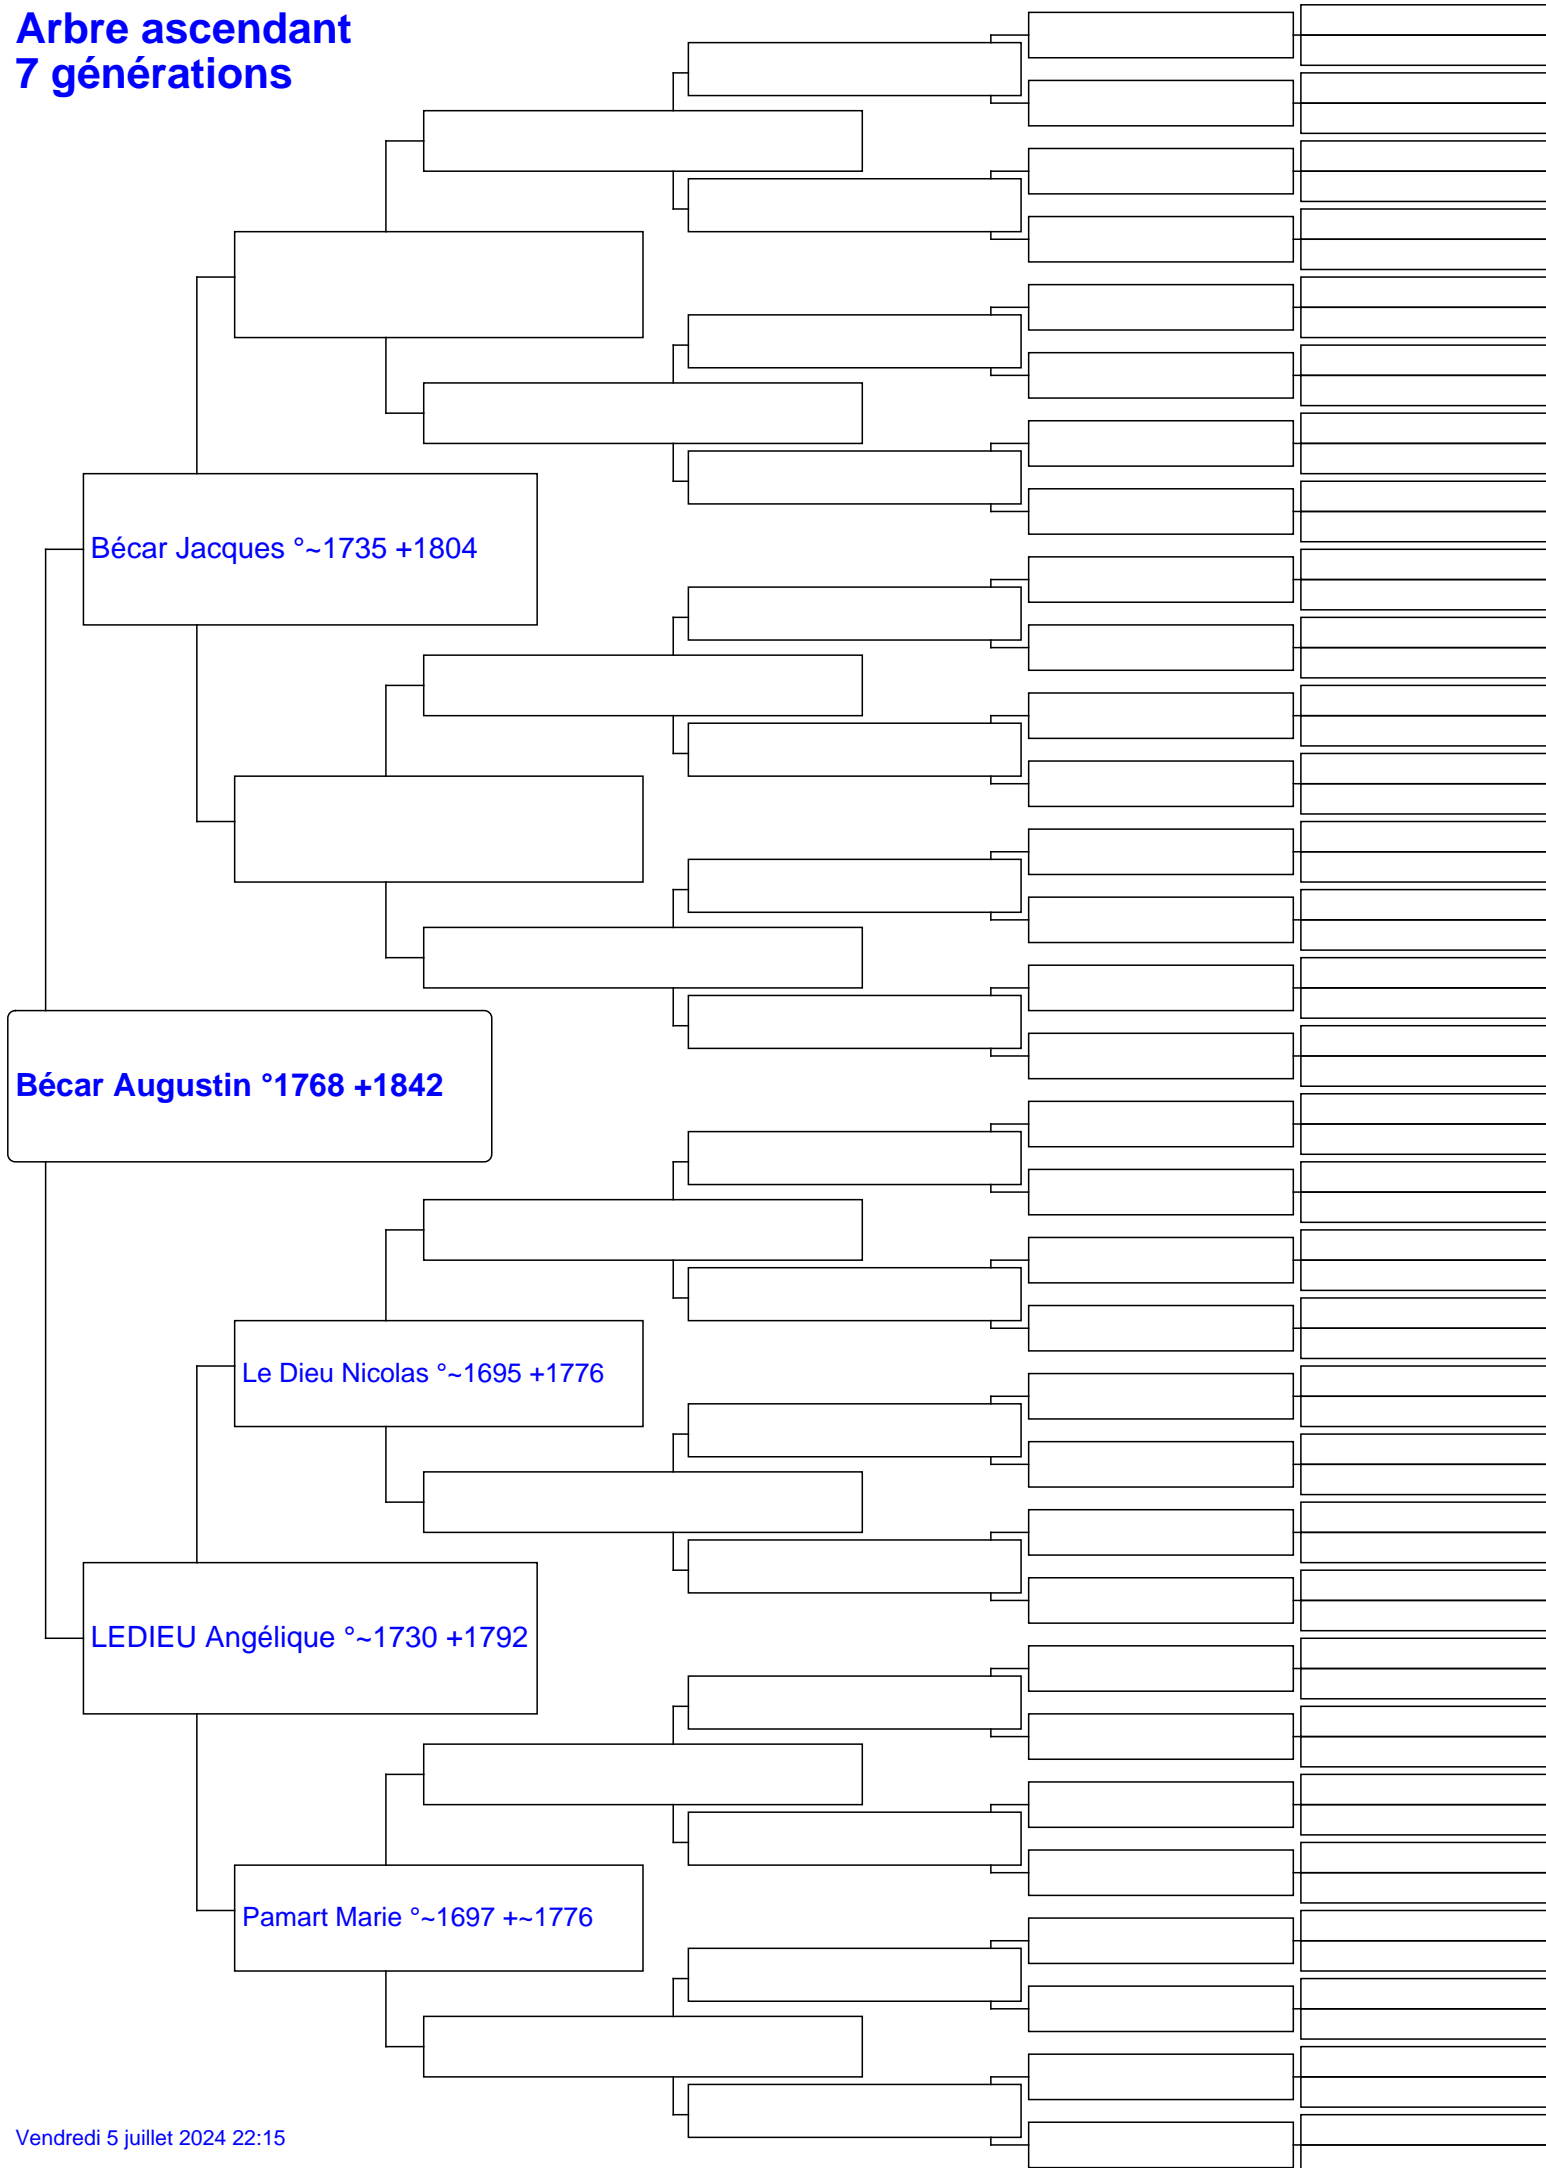 Arbre ascendant
7 générations
Bécar Jacques °~1735 +1804
Bécar Augustin °1768 +1842
Le Dieu Nicolas °~1695 +1776
LEDIEU Angélique °~1730 +1792
Pamart Marie °~1697 +~1776
Vendredi 5 juillet 2024 22:15